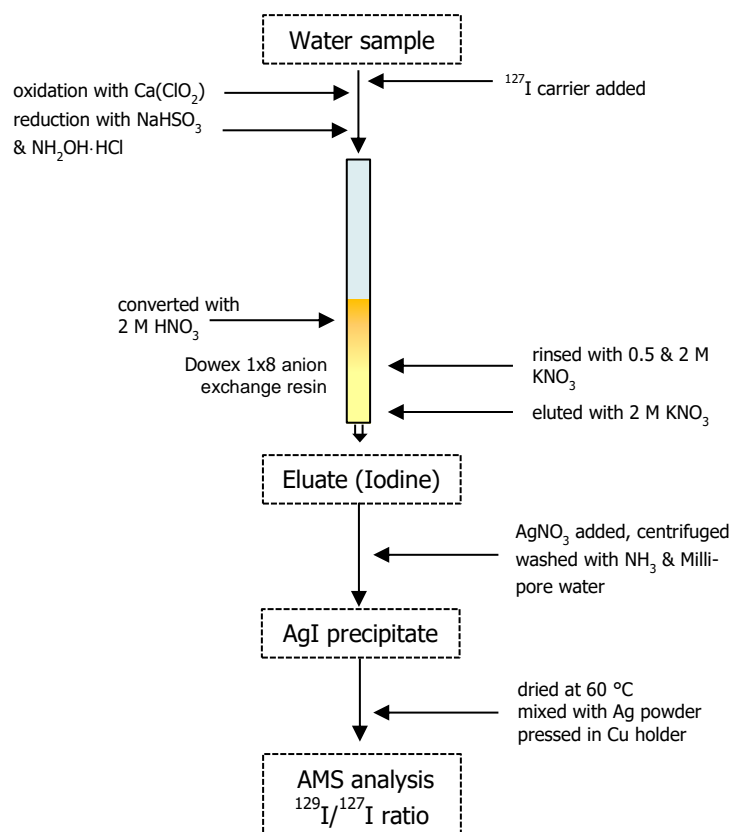 Water sample
¹²⁷I carrier added
oxidation with Ca(ClO₂)
reduction with NaHSO₃
& NH₂OH·HCl
converted with
2 M HNO₃
Dowex 1x8 anion
exchange resin
rinsed with 0.5 & 2 M
KNO₃
eluted with 2 M KNO₃
Eluate (Iodine)
AgNO₃ added, centrifuged
washed with NH₃ & Milli-
pore water
AgI precipitate
dried at 60 °C
mixed with Ag powder
pressed in Cu holder
AMS analysis
¹²⁹I/¹²⁷I ratio